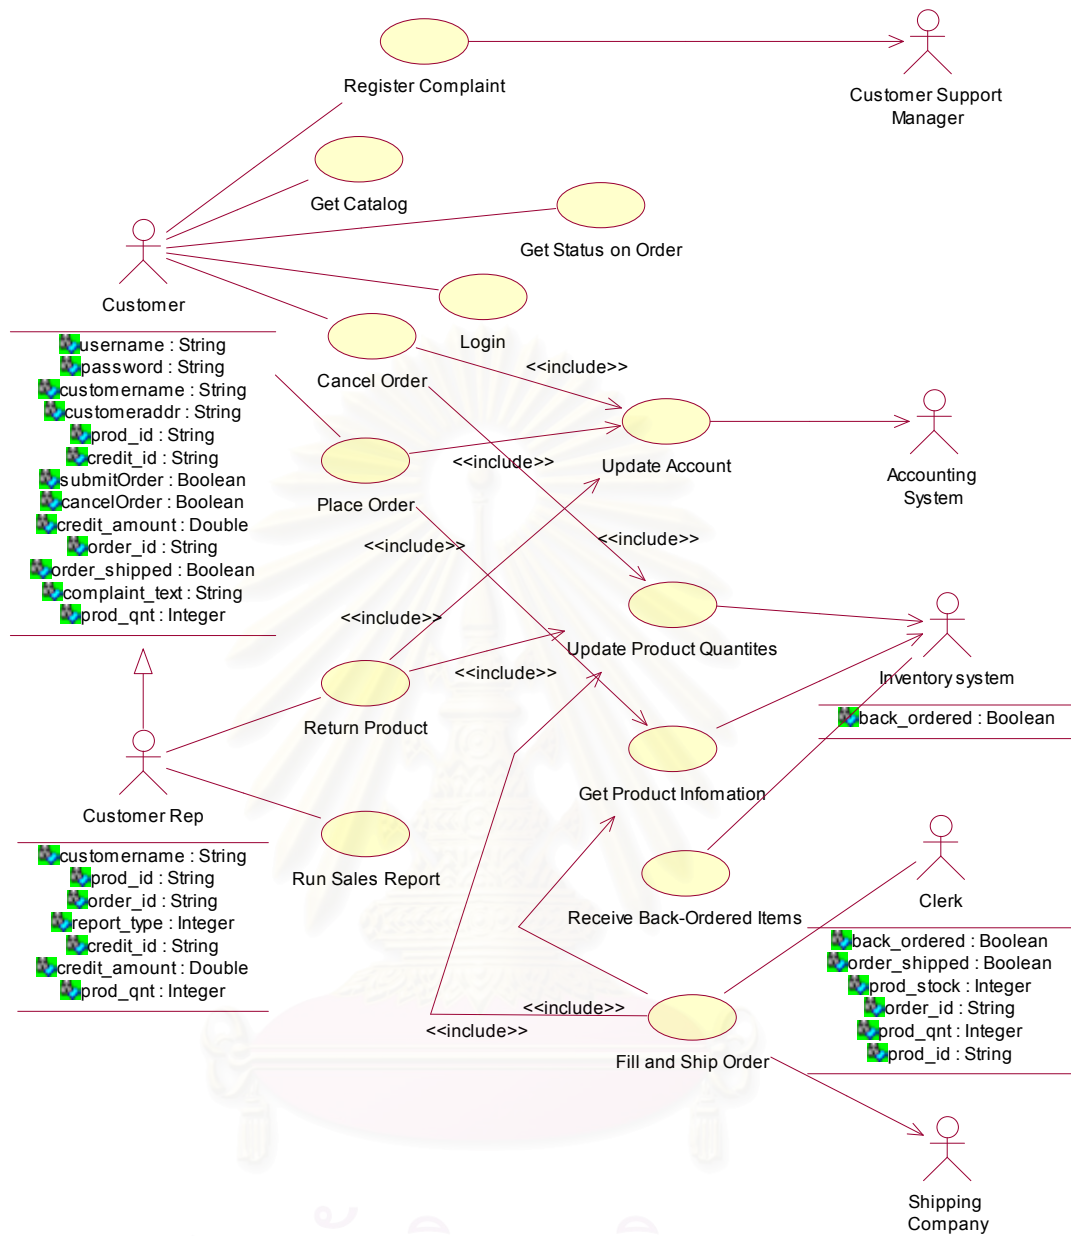 Register Complaint
Customer Support
Manager
Get Catalog
Get Status on Order
Customer
Login
username : String
password : String
customername : String
customeraddr : String
prod_id : String
credit_id : String
submitOrder : Boolean
cancelOrder : Boolean
credit_amount : Double
order_id : String
order_shipped : Boolean
complaint_text : String
prod_qnt : Integer
Cancel Order
<<include>>
Update Account
<<include>>
Accounting
System
Place Order
<<include>>
<<include>>
<<include>>
Update Product Quantites
<<include>>
Inventory system
back_ordered : Boolean
Return Product
Get Product Infomation
Customer Rep
customername : String
prod_id : String
order_id : String
report_type : Integer
credit_id : String
credit_amount : Double
prod_qnt : Integer
Run Sales Report
Receive Back-Ordered Items
Clerk
back_ordered : Boolean
order_shipped : Boolean
prod_stock : Integer
order_id : String
prod_qnt : Integer
prod_id : String
<<include>>
<<include>>
Fill and Ship Order
Shipping
Company